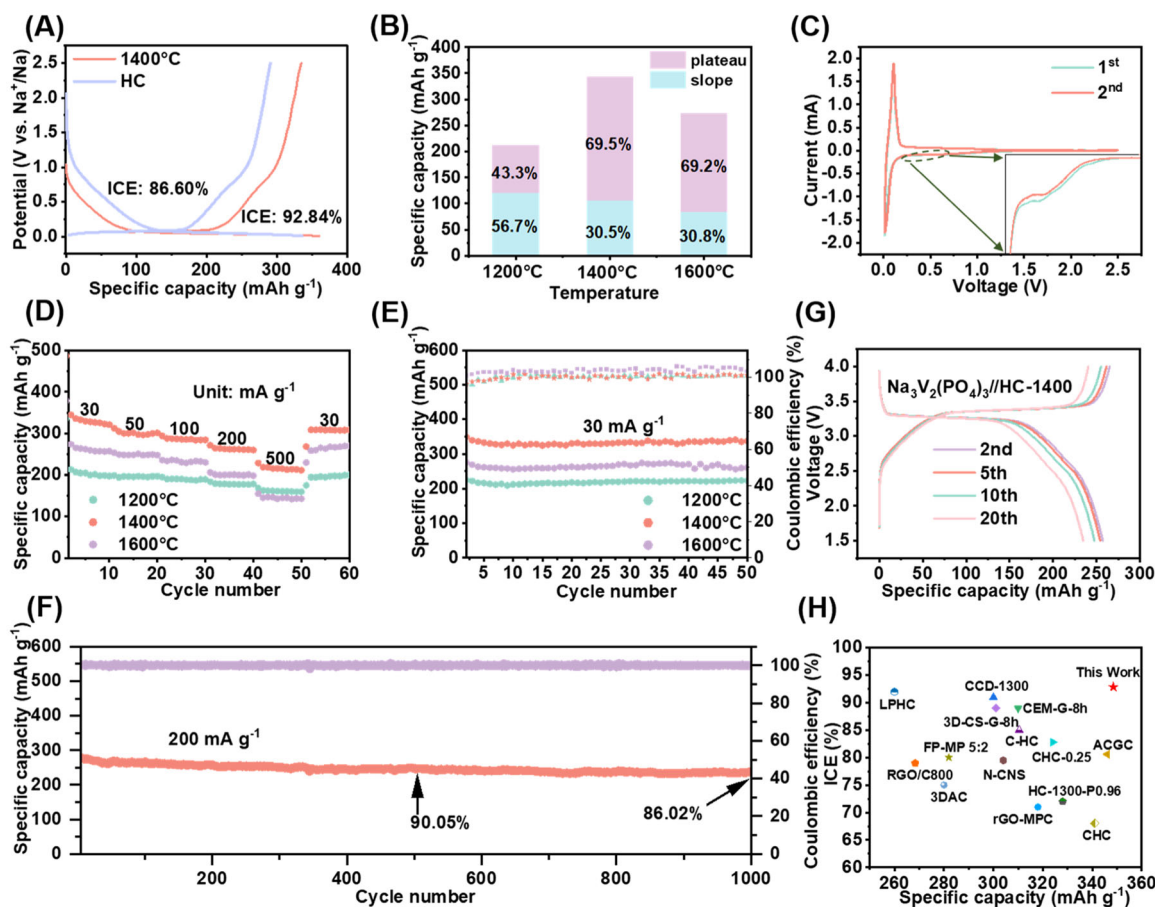 (A)
1400°C
HC
ICE: 86.60%
ICE: 92.84%
Potential (V vs. Na⁺/Na)
2.5
2.0
1.5
1.0
0.5
0.0
0 100 200 300 400
Specific capacity (mAh g⁻¹)
(B)
plateau
slope
43.3%
56.7%
69.5%
30.5%
69.2%
30.8%
Specific capacity (mAh g⁻¹)
400
350
300
250
200
150
100
50
0
1200°C 1400°C 1600°C
Temperature
(C)
1st
2nd
Current (mA)
2.0
1.5
1.0
0.5
0.0
-0.5
-1.0
-1.5
-2.0
0.0 0.5 1.0 1.5 2.0 2.5
Voltage (V)
(D)
Unit: mA g⁻¹
30 50 100 200 500 30
1200°C
1400°C
1600°C
Specific capacity (mAh g⁻¹)
500
400
300
200
100
0
0 10 20 30 40 50 60
Cycle number
(E)
30 mA g⁻¹
1200°C
1400°C
1600°C
Specific capacity (mAh g⁻¹)
600
500
400
300
200
100
0
5 10 15 20 25 30 35 40 45 50
Cycle number
Coulombic efficiency (%)
100
80
60
40
20
0
(G)
Na₃V₂(PO₄)₃//HC-1400
2nd
5th
10th
20th
Voltage (V)
4.0
3.5
3.0
2.5
2.0
1.5
0 50 100 150 200 250 300
Specific capacity (mAh g⁻¹)
(F)
200 mA g⁻¹
90.05%
86.02%
Specific capacity (mAh g⁻¹)
600
500
400
300
200
100
0
200 400 600 800 1000
Cycle number
Coulombic efficiency (%)
100
80
60
40
20
0
(H)
This Work
LPHC
CCD-1300
CEM-G-8h
3D-CS-G-8h
C-HC
CHC-0.25
ACGC
FP-MP 5:2
RGO/C800
N-CNS
3DAC
HC-1300-P0.96
rGO-MPC
CHC
ICE (%)
100
95
90
85
80
75
70
65
60
260 280 300 320 340 360
Specific capacity (mAh g⁻¹)